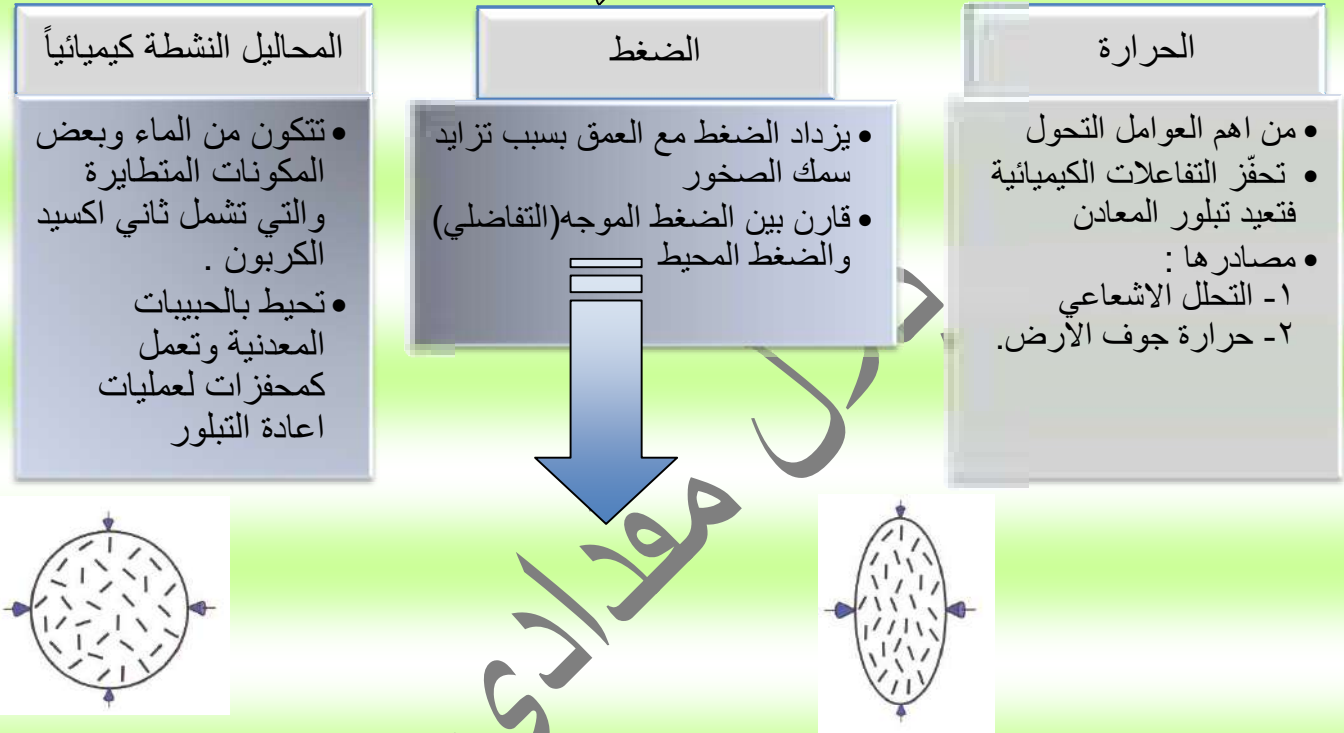 الحرارة
• من اهم العوامل التحول
• تحفّز التفاعلات الكيميائية
فتعيد تبلور المعادن
• مصادرها :
١- التحلل الاشعاعي
٢- حرارة جوف الارض.
الضغط
• يزداد الضغط مع العمق بسبب تزايد
سمك الصخور
• قارن بين الضغط الموجه(التفاضلي)
والضغط المحيط
المحاليل النشطة كيميائياً
• تتكون من الماء وبعض
المكونات المتطايرة
والتي تشمل ثاني اكسيد
الكربون .
• تحيط بالحبيبات
المعدنية وتعمل
كمحفزات لعمليات
اعادة التبلور